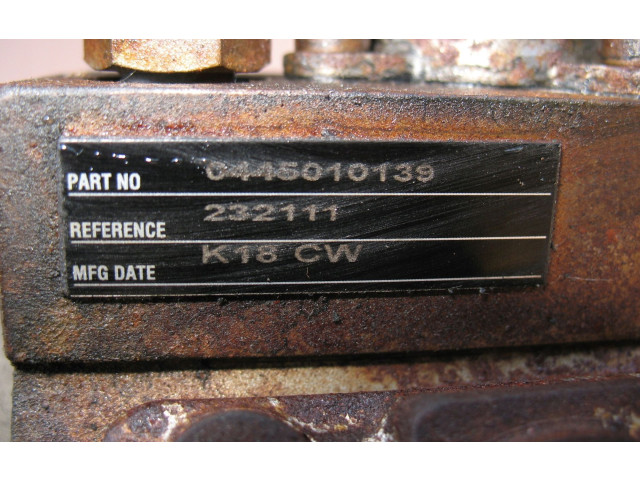 PART NO 0445010139
REFERENCE 232111
MFG DATE K18 CW